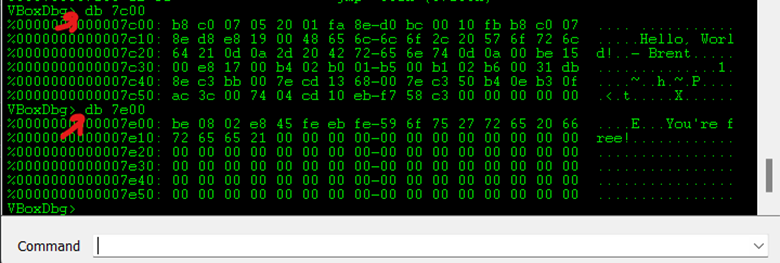 VBoxDbg> db 7c00
%0000000000007c00: b8 c0 07 05 20 01 fa 8e-d0 bc 00 10 fb b8 c0 07 .... ...........
%0000000000007c10: 8e d8 e8 19 00 48 65 6c-6c 6f 2c 20 57 6f 72 6c .....Hello, Worl
%0000000000007c20: 64 21 0d 0a 2d 20 42 72-65 6e 74 0d 0a 00 be 15 d!..- Brent.....
%0000000000007c30: 00 e8 17 00 b4 02 b0 01-b5 00 b1 02 b6 00 31 db ..............1.
%0000000000007c40: 8e c3 bb 00 7e cd 13 68-00 7e c3 50 b4 0e b3 0f ....~..h.~.P....
%0000000000007c50: ac 3c 00 74 04 cd 10 eb-f7 58 c3 00 00 00 00 00 .<.t.....X......
VBoxDbg> db 7e00
%0000000000007e00: be 08 02 e8 45 fe eb fe-59 6f 75 27 72 65 20 66 ....E...You're f
%0000000000007e10: 72 65 65 21 00 00 00 00-00 00 00 00 00 00 00 00 ree!............
%0000000000007e20: 00 00 00 00 00 00 00 00-00 00 00 00 00 00 00 00 ................
%0000000000007e30: 00 00 00 00 00 00 00 00-00 00 00 00 00 00 00 00 ................
%0000000000007e40: 00 00 00 00 00 00 00 00-00 00 00 00 00 00 00 00 ................
%0000000000007e50: 00 00 00 00 00 00 00 00-00 00 00 00 00 00 00 00 ................
VBoxDbg>
Command